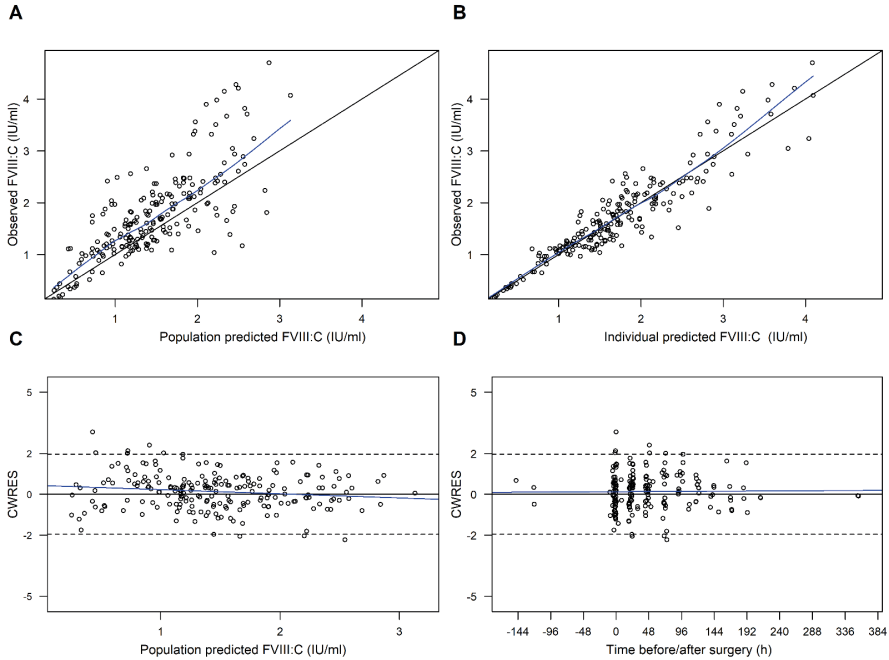 A
B
Observed FVIII:C (IU/ml)
4
3
2
1
1 2 3 4
Population predicted FVIII:C (IU/ml)
Observed FVIII:C (IU/ml)
4
3
2
1
1 2 3 4
Individual predicted FVIII:C (IU/ml)
C
D
CWRES
5
2
0
-2
-5
1 2 3
Population predicted FVIII:C (IU/ml)
CWRES
5
2
0
-2
-5
-144 -96 -48 0 48 96 144 192 240 288 336 384
Time before/after surgery (h)